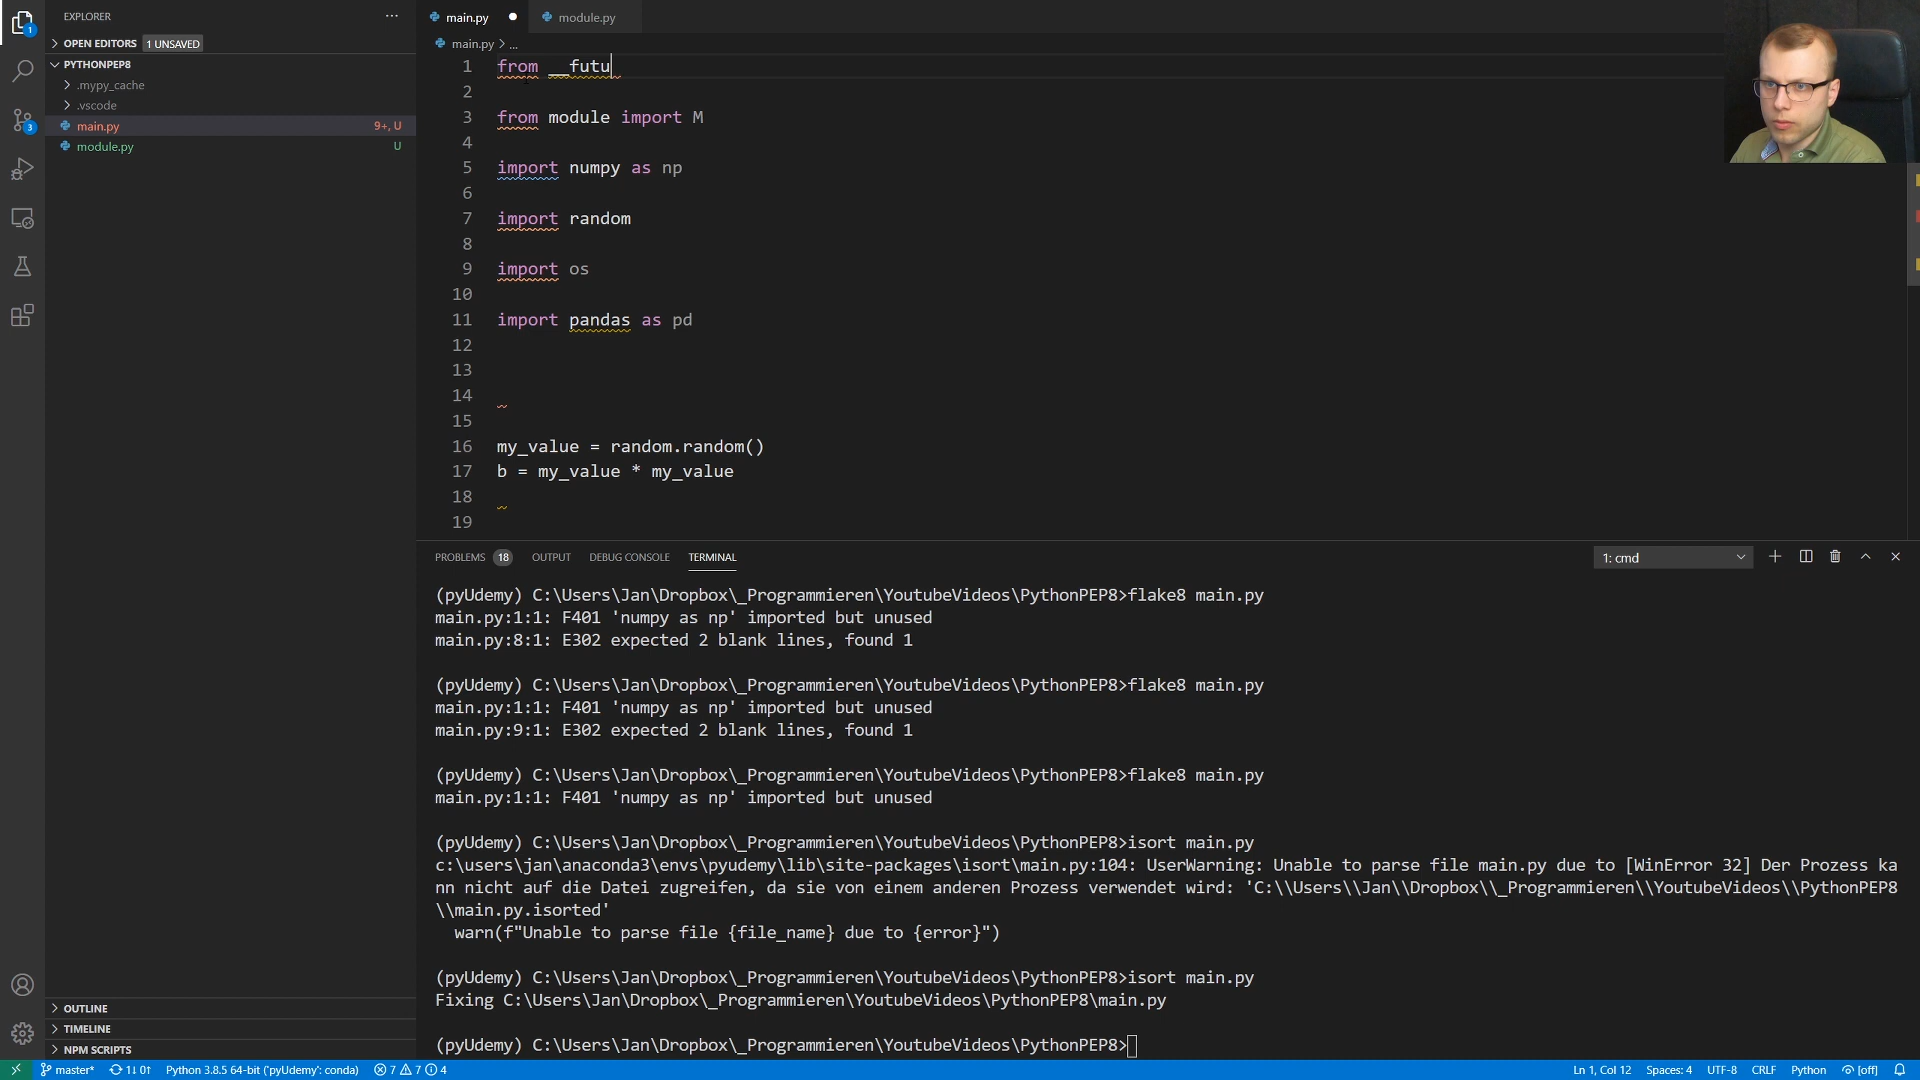 EXPLORER
OPEN EDITORS 1 UNSAVED
PYTHONPEP8
.mypy_cache
.vscode
main.py 9+, U
module.py U
OUTLINE
TIMELINE
NPM SCRIPTS
1
3
main.py
module.py
main.py > ...
1 from __futu
2
3 from module import M
4
5 import numpy as np
6
7 import random
8
9 import os
10
11 import pandas as pd
12
13
14
15
16 my_value = random.random()
17 b = my_value * my_value
18
19
PROBLEMS 18 OUTPUT DEBUG CONSOLE TERMINAL 1: cmd
(pyUdemy) C:\Users\Jan\Dropbox\_Programmieren\YoutubeVideos\PythonPEP8>flake8 main.py
main.py:1:1: F401 'numpy as np' imported but unused
main.py:8:1: E302 expected 2 blank lines, found 1
(pyUdemy) C:\Users\Jan\Dropbox\_Programmieren\YoutubeVideos\PythonPEP8>flake8 main.py
main.py:1:1: F401 'numpy as np' imported but unused
main.py:9:1: E302 expected 2 blank lines, found 1
(pyUdemy) C:\Users\Jan\Dropbox\_Programmieren\YoutubeVideos\PythonPEP8>flake8 main.py
main.py:1:1: F401 'numpy as np' imported but unused
(pyUdemy) C:\Users\Jan\Dropbox\_Programmieren\YoutubeVideos\PythonPEP8>isort main.py
c:\users\jan\anaconda3\envs\pyudemy\lib\site-packages\isort\main.py:104: UserWarning: Unable to parse file main.py due to [WinError 32] Der Prozess ka
nn nicht auf die Datei zugreifen, da sie von einem anderen Prozess verwendet wird: 'C:\\Users\\Jan\\Dropbox\\_Programmieren\\YoutubeVideos\\PythonPEP8
\\main.py.isorted'
warn(f"Unable to parse file {file_name} due to {error}")
(pyUdemy) C:\Users\Jan\Dropbox\_Programmieren\YoutubeVideos\PythonPEP8>isort main.py
Fixing C:\Users\Jan\Dropbox\_Programmieren\YoutubeVideos\PythonPEP8\main.py
(pyUdemy) C:\Users\Jan\Dropbox\_Programmieren\YoutubeVideos\PythonPEP8>
master* 1↓ 0↑ Python 3.8.5 64-bit ('pyUdemy': conda) 7 7 4 Ln 1, Col 12 Spaces: 4 UTF-8 CRLF Python [off]